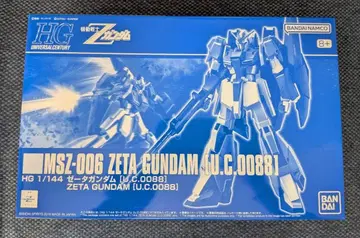 HG
UNIVERSAL CENTURY
機動戦士Zガンダム
BANDAI NAMCO
8+
MSZ-006 ZETA GUNDAM [U.C.0088]
HG 1/144 ゼータガンダム [U.C.0088]
ZETA GUNDAM [U.C.0088]
BANDAI